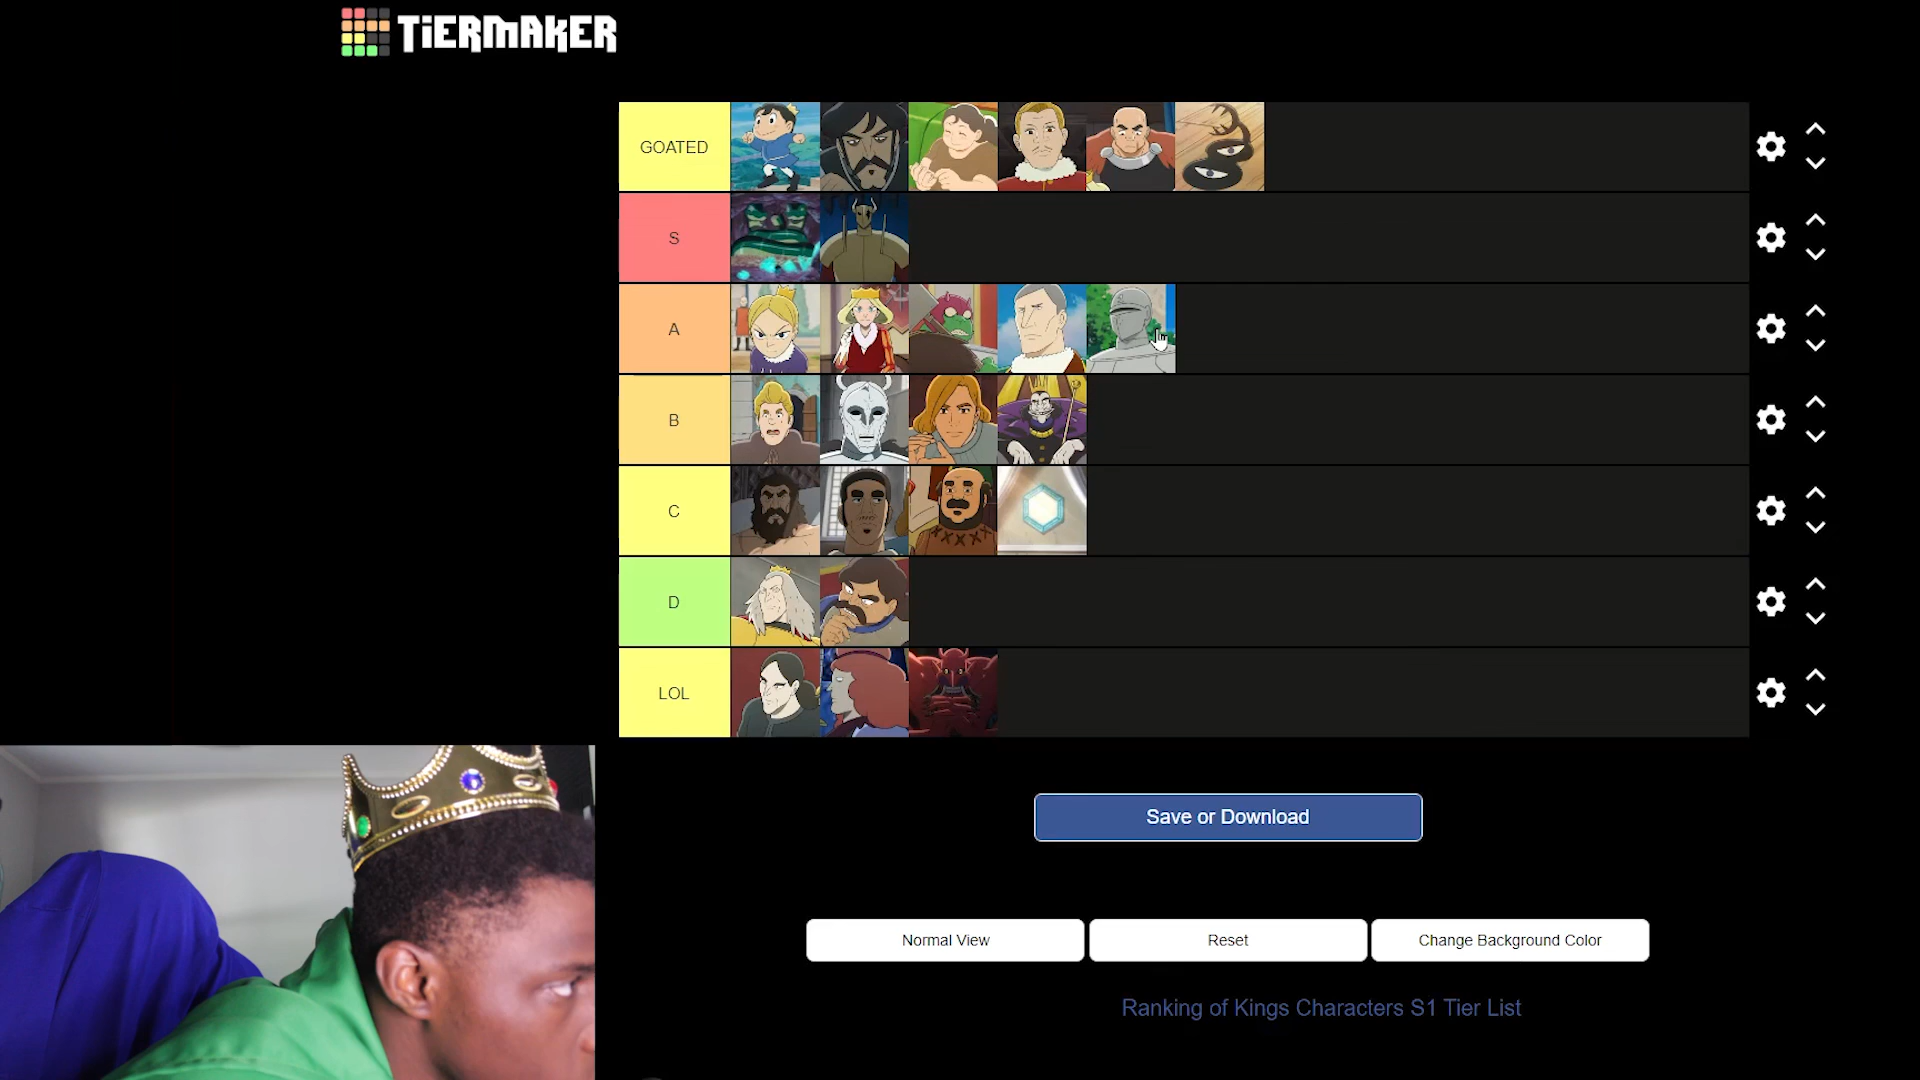 TiERMAKER
GOATED
S
A
B
C
D
LOL
Save or Download
Normal View
Reset
Change Background Color
Ranking of Kings Characters S1 Tier List